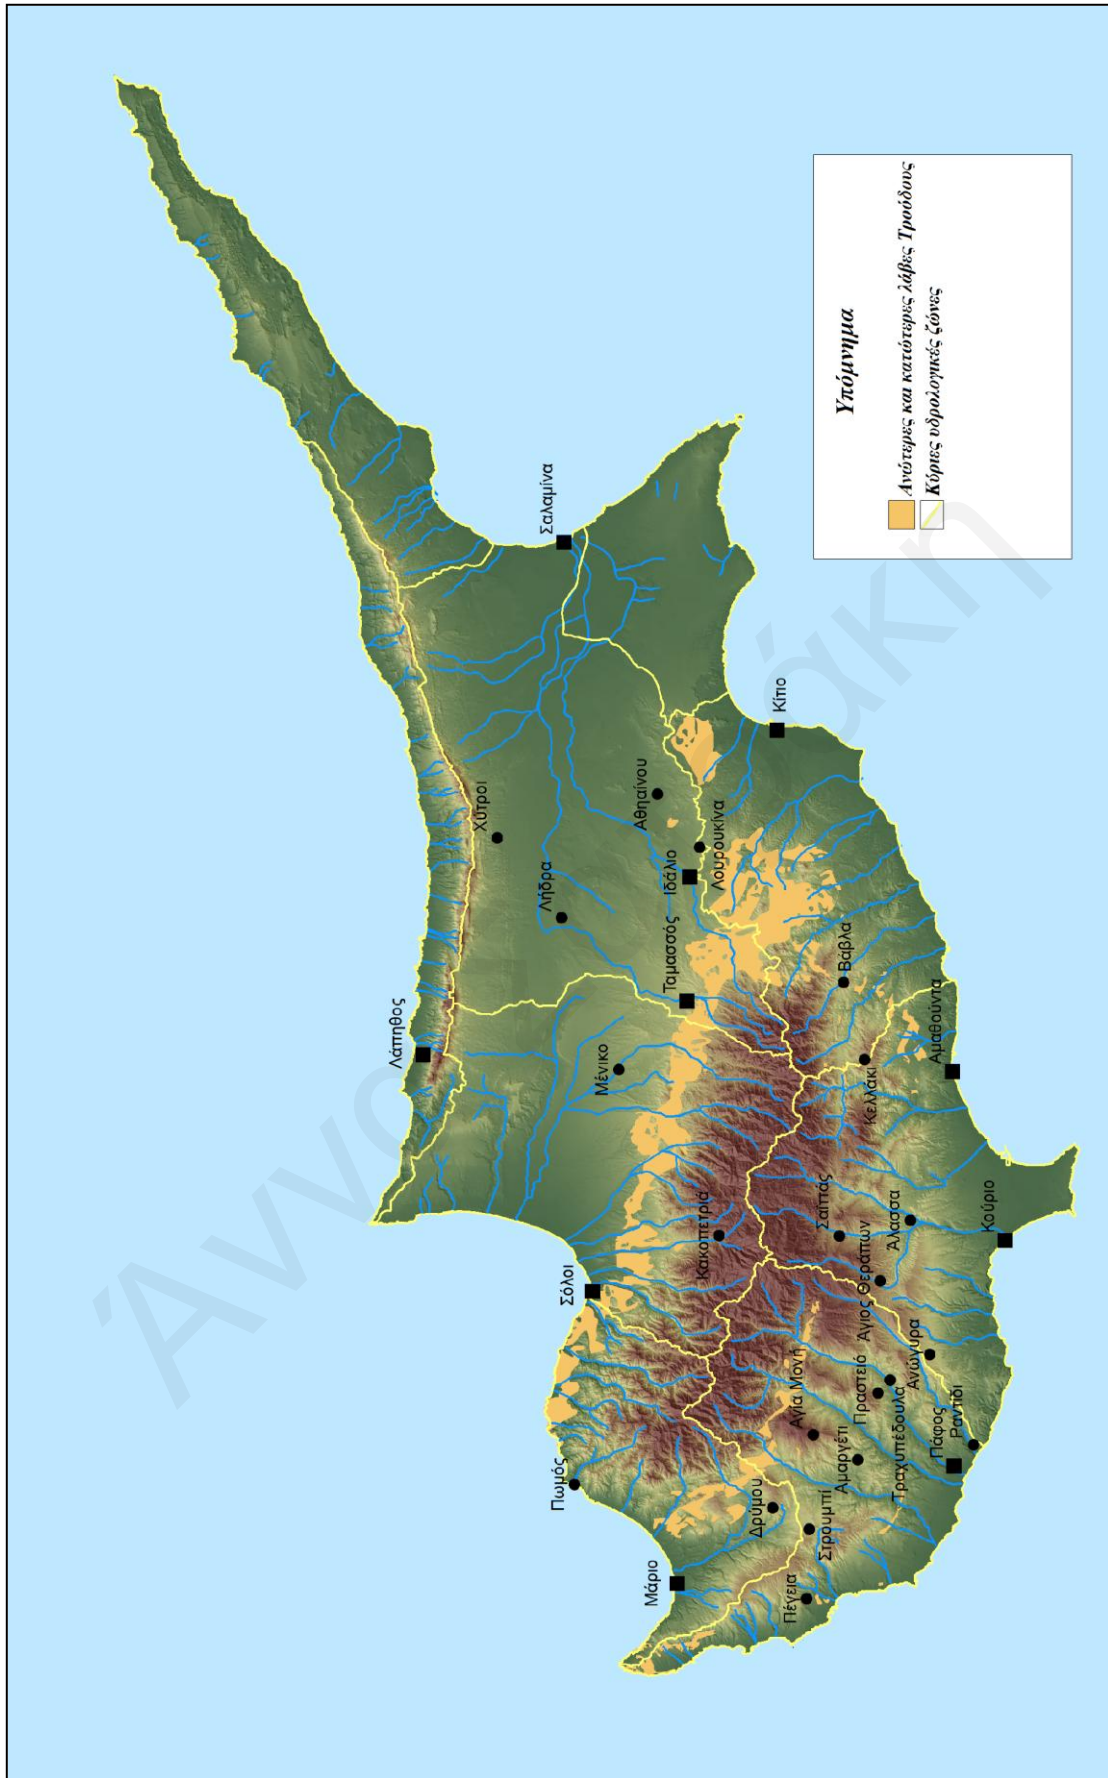 Υπόμνημα
Ανώτερες και κατώτερες λάβες Τροόδους
Κύριες υδρολογικές ζώνες
Σαλαμίνα
Κίτιο
Χύτροι
Αθηαίνου
Λουρουκίνα
Λήδρα
Ιδάλιο
Ταμασσός
Βάβλα
Λάπηθος
Μένικο
Κελλάκι
Αμαθούντα
Κακοπετριά
Σαϊττάς
Άλασσα
Κούριο
Σόλοι
Άγιος Θεράπων
Ανώγυρα
Αγία Μονή
Πραστειό
Τραχυπέδουλα
Πάφος
Ραντίδι
Αμαργέτι
Πωμός
Δρύμου
Στρουμπί
Μάριο
Πέγεια